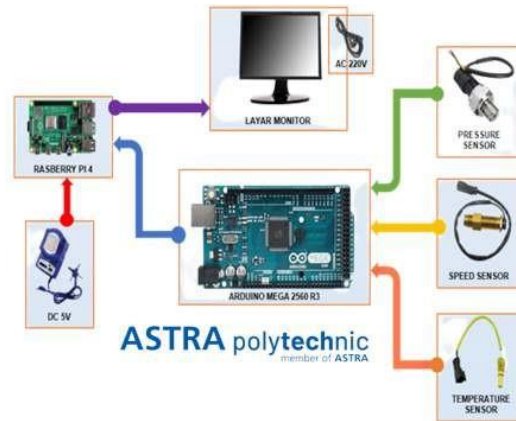 AC 220V
LAYAR MONITOR
PRESSURE
SENSOR
RASBERRY PI 4
SPEED SENSOR
ARDUINO MEGA 2560 R3
DC 5V
ASTRA polytechnic
member of ASTRA
TEMPERATURE
SENSOR